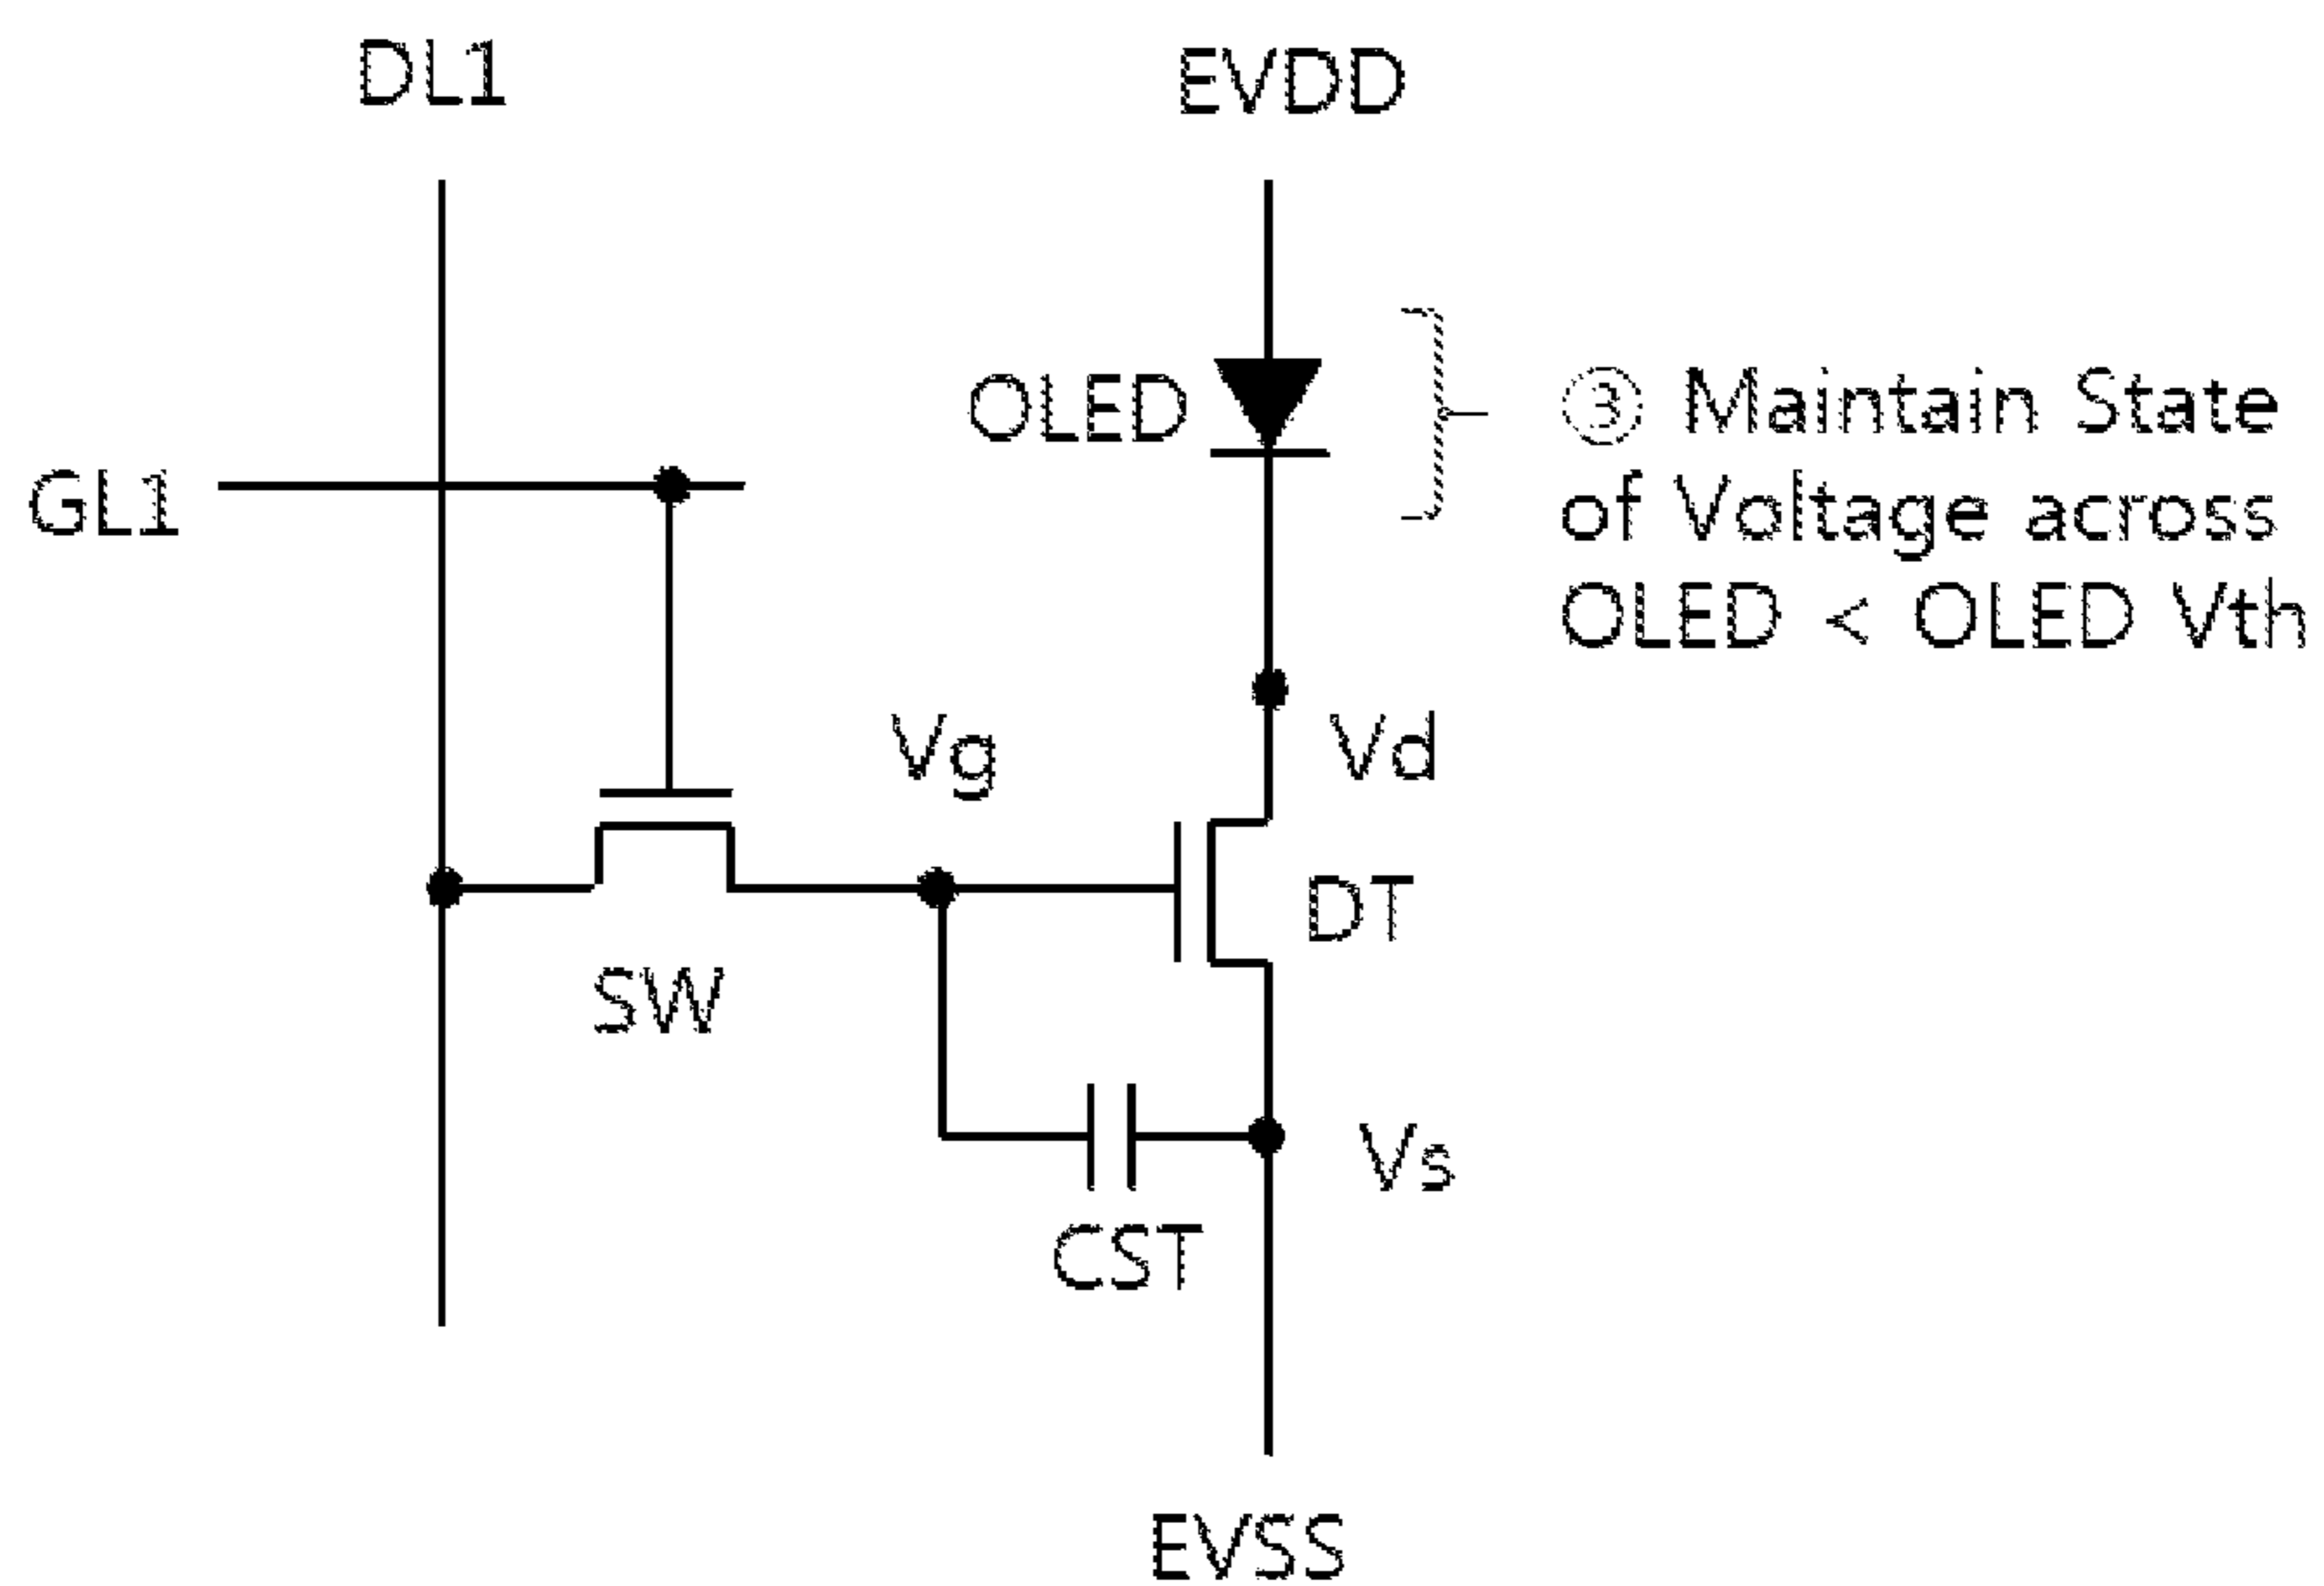 DL1
EVDD
OLED
③ Maintain State
of Voltage across
OLED < OLED Vth
GL1
Vg
Vd
DT
SW
Vs
CST
EVSS